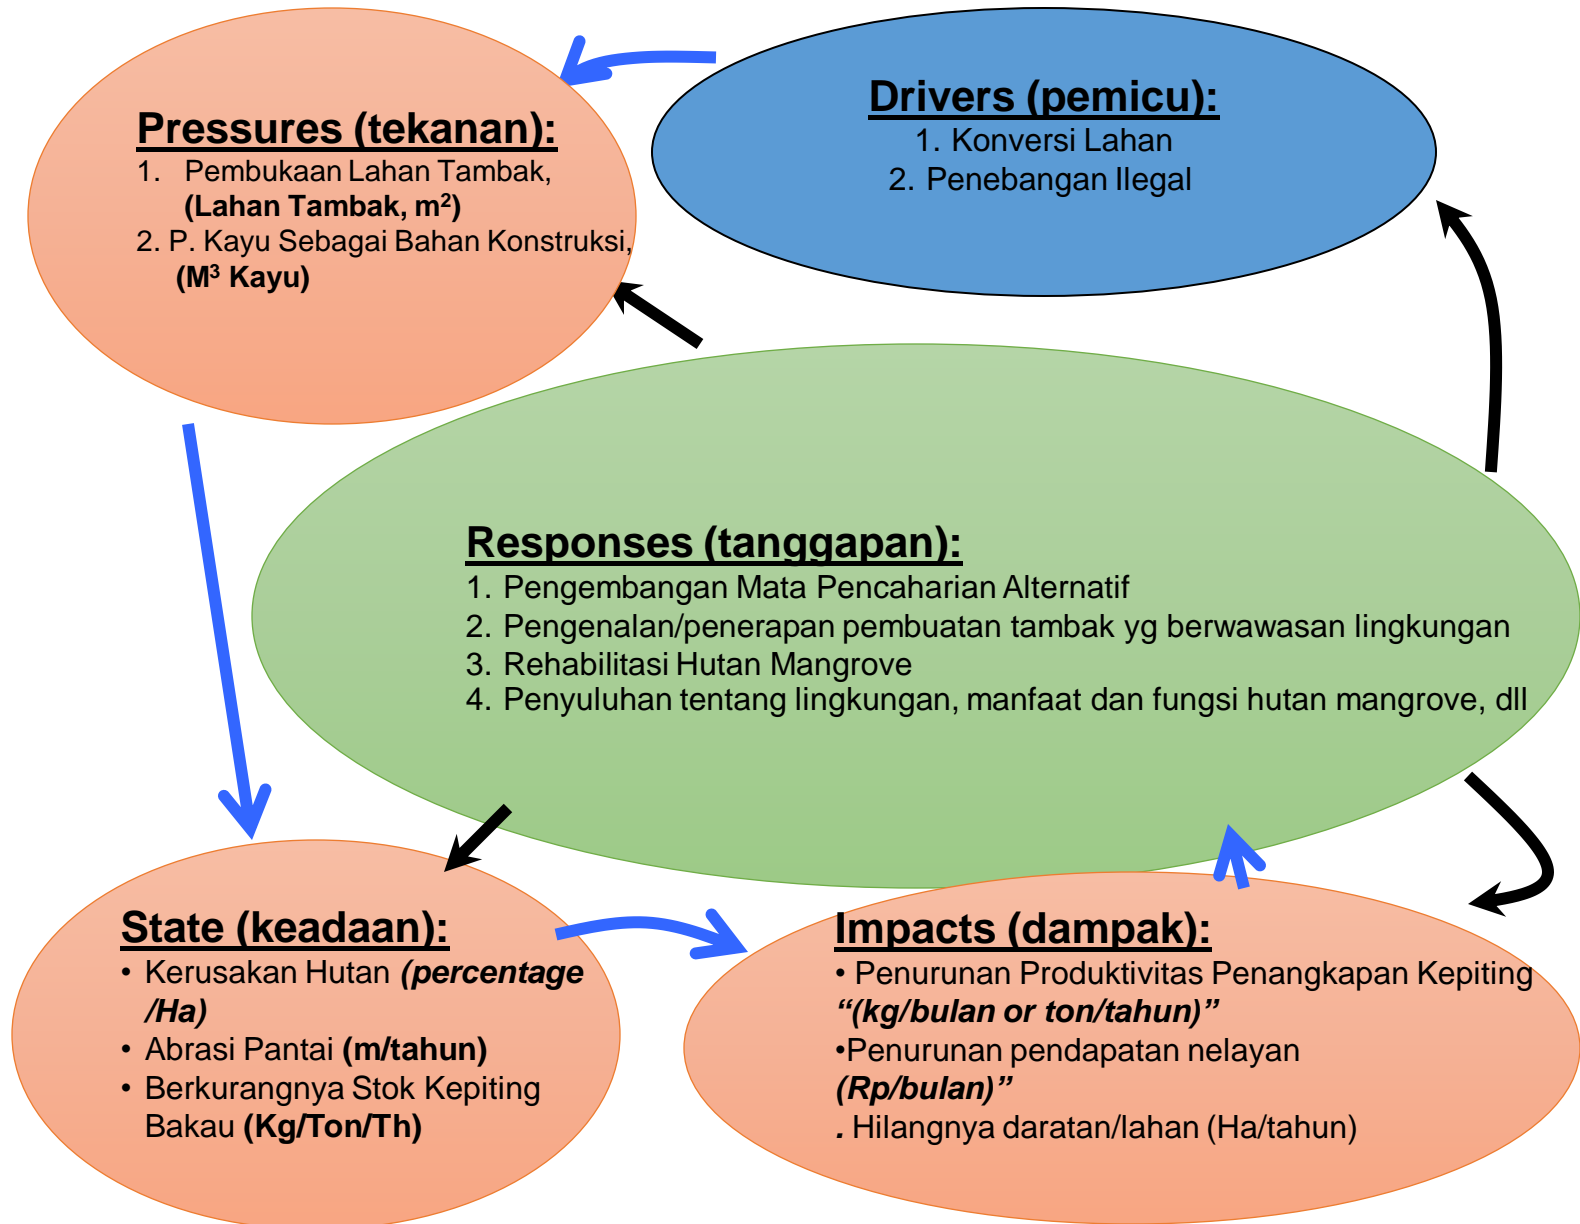 Pressures (tekanan):
1. Pembukaan Lahan Tambak,
(Lahan Tambak, m²)
2. P. Kayu Sebagai Bahan Konstruksi,
(M³ Kayu)
Drivers (pemicu):
1. Konversi Lahan
2. Penebangan Ilegal
Responses (tanggapan):
1. Pengembangan Mata Pencaharian Alternatif
2. Pengenalan/penerapan pembuatan tambak yg berwawasan lingkungan
3. Rehabilitasi Hutan Mangrove
4. Penyuluhan tentang lingkungan, manfaat dan fungsi hutan mangrove, dll
State (keadaan):
• Kerusakan Hutan (percentage
/Ha)
• Abrasi Pantai (m/tahun)
• Berkurangnya Stok Kepiting
Bakau (Kg/Ton/Th)
Impacts (dampak):
• Penurunan Produktivitas Penangkapan Kepiting
“(kg/bulan or ton/tahun)”
•Penurunan pendapatan nelayan
(Rp/bulan)”
. Hilangnya daratan/lahan (Ha/tahun)